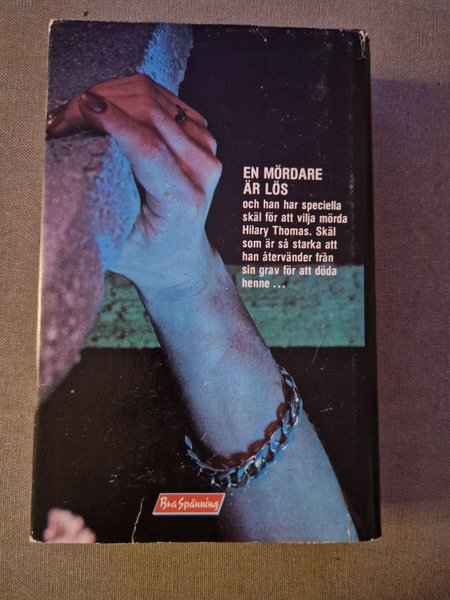 EN MÖRDARE
ÄR LÖS
och han har speciella
skäl för att vilja mörda
Hilary Thomas. Skäl
som är så starka att
han återvänder från
sin grav för att döda
henne ...
Bra Spänning